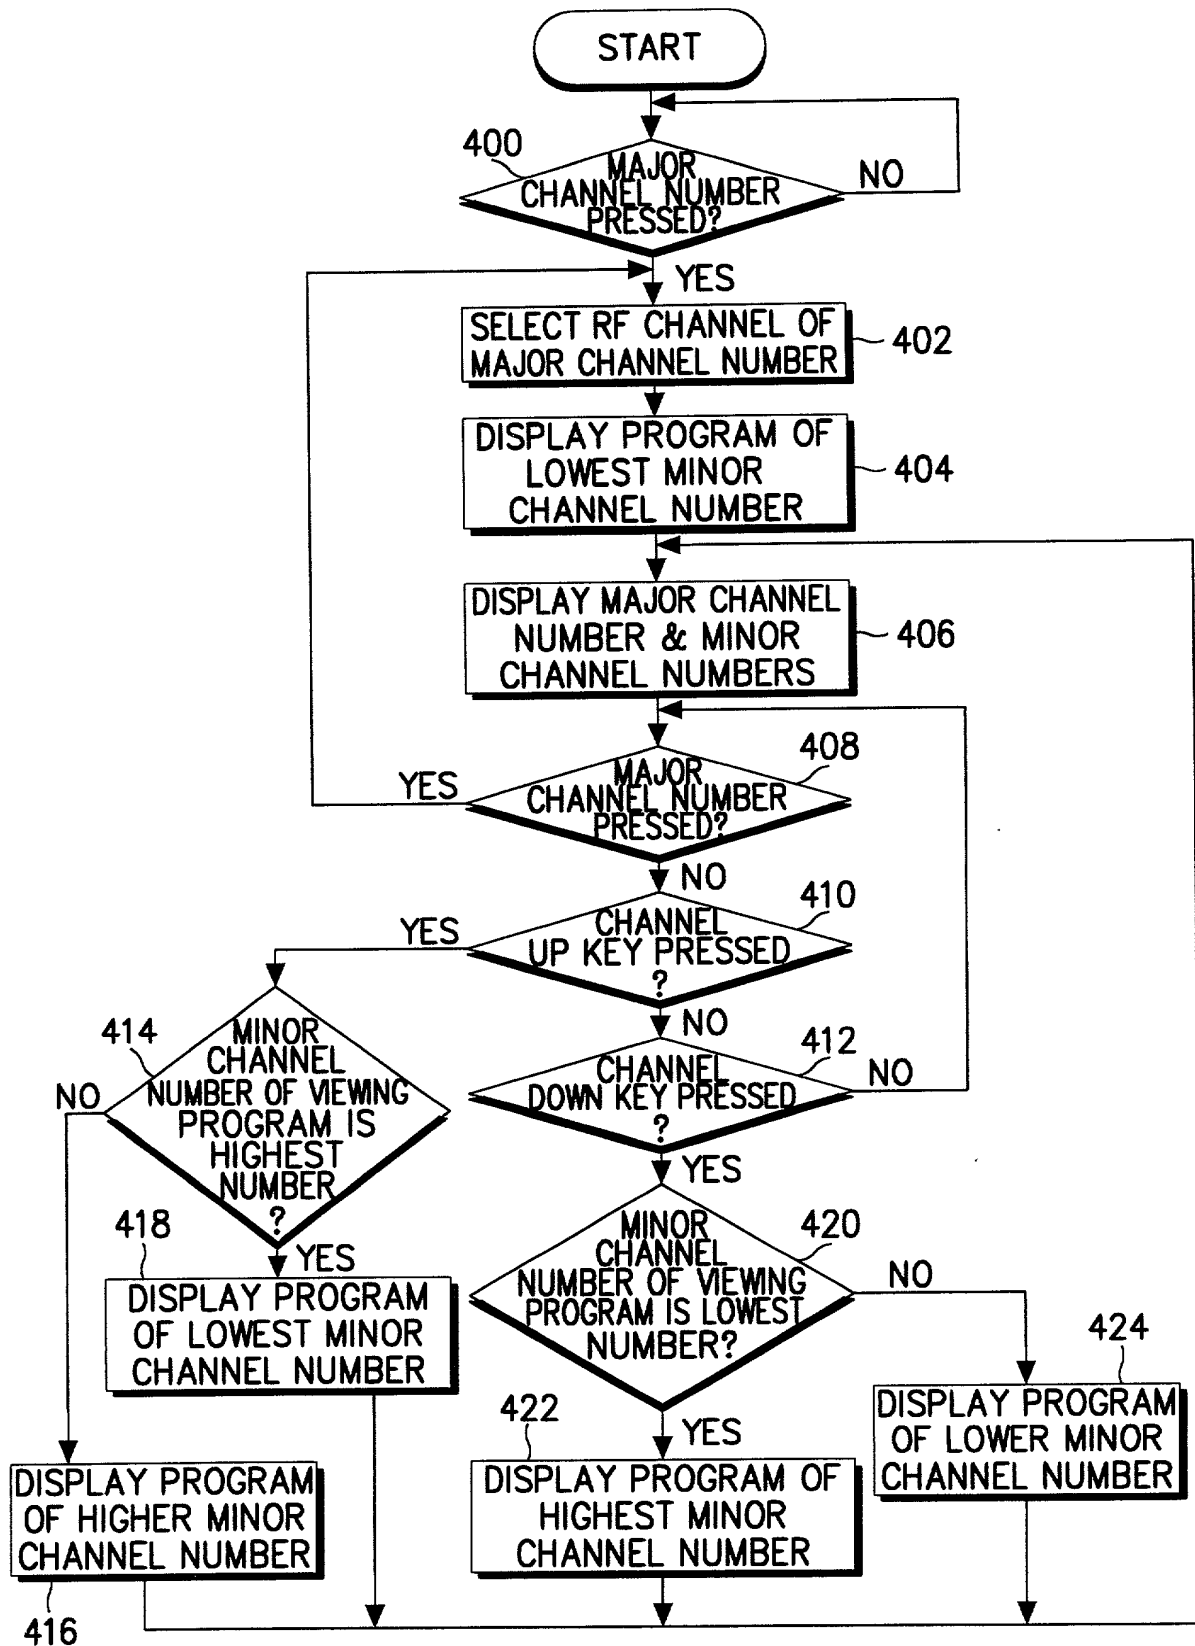 START
400
MAJOR
CHANNEL NUMBER
PRESSED?
NO
YES
SELECT RF CHANNEL OF
MAJOR CHANNEL NUMBER
402
DISPLAY PROGRAM OF
LOWEST MINOR
CHANNEL NUMBER
404
DISPLAY MAJOR CHANNEL
NUMBER & MINOR
CHANNEL NUMBERS
406
408
MAJOR
CHANNEL NUMBER
PRESSED?
YES
NO
410
CHANNEL
UP KEY PRESSED
?
YES
NO
412
CHANNEL
DOWN KEY PRESSED
?
NO
YES
414
MINOR
CHANNEL
NUMBER OF VIEWING
PROGRAM IS
HIGHEST
NUMBER
?
NO
YES
418
DISPLAY PROGRAM
OF LOWEST MINOR
CHANNEL NUMBER
DISPLAY PROGRAM
OF HIGHER MINOR
CHANNEL NUMBER
416
420
MINOR
CHANNEL
NUMBER OF VIEWING
PROGRAM IS LOWEST
NUMBER?
NO
YES
422
DISPLAY PROGRAM OF
HIGHEST MINOR
CHANNEL NUMBER
424
DISPLAY PROGRAM
OF LOWER MINOR
CHANNEL NUMBER